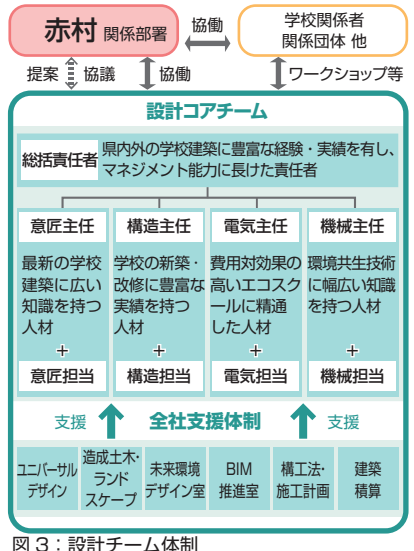 赤村 関係部署
協働
学校関係者
関係団体 他
提案
協議
協働
ワークショップ等
設計コアチーム
総括責任者
県内外の学校建築に豊富な経験・実績を有し、
マネジメント能力に長けた責任者
意匠主任
最新の学校
建築に広い
知識を持つ
人材
+
意匠担当
構造主任
学校の新築・
改修に豊富な
実績を持つ
人材
+
構造担当
電気主任
費用対効果の
高いエコスク
ールに精通
した人材
+
電気担当
機械主任
環境共生技術
に幅広い知識
を持つ人材
+
機械担当
支援
全社支援体制
支援
ユニバーサル
デザイン
造成土木・
ランド
スケープ
未来環境
デザイン室
BIM
推進室
構工法・
施工計画
建築
積算
図3：設計チーム体制